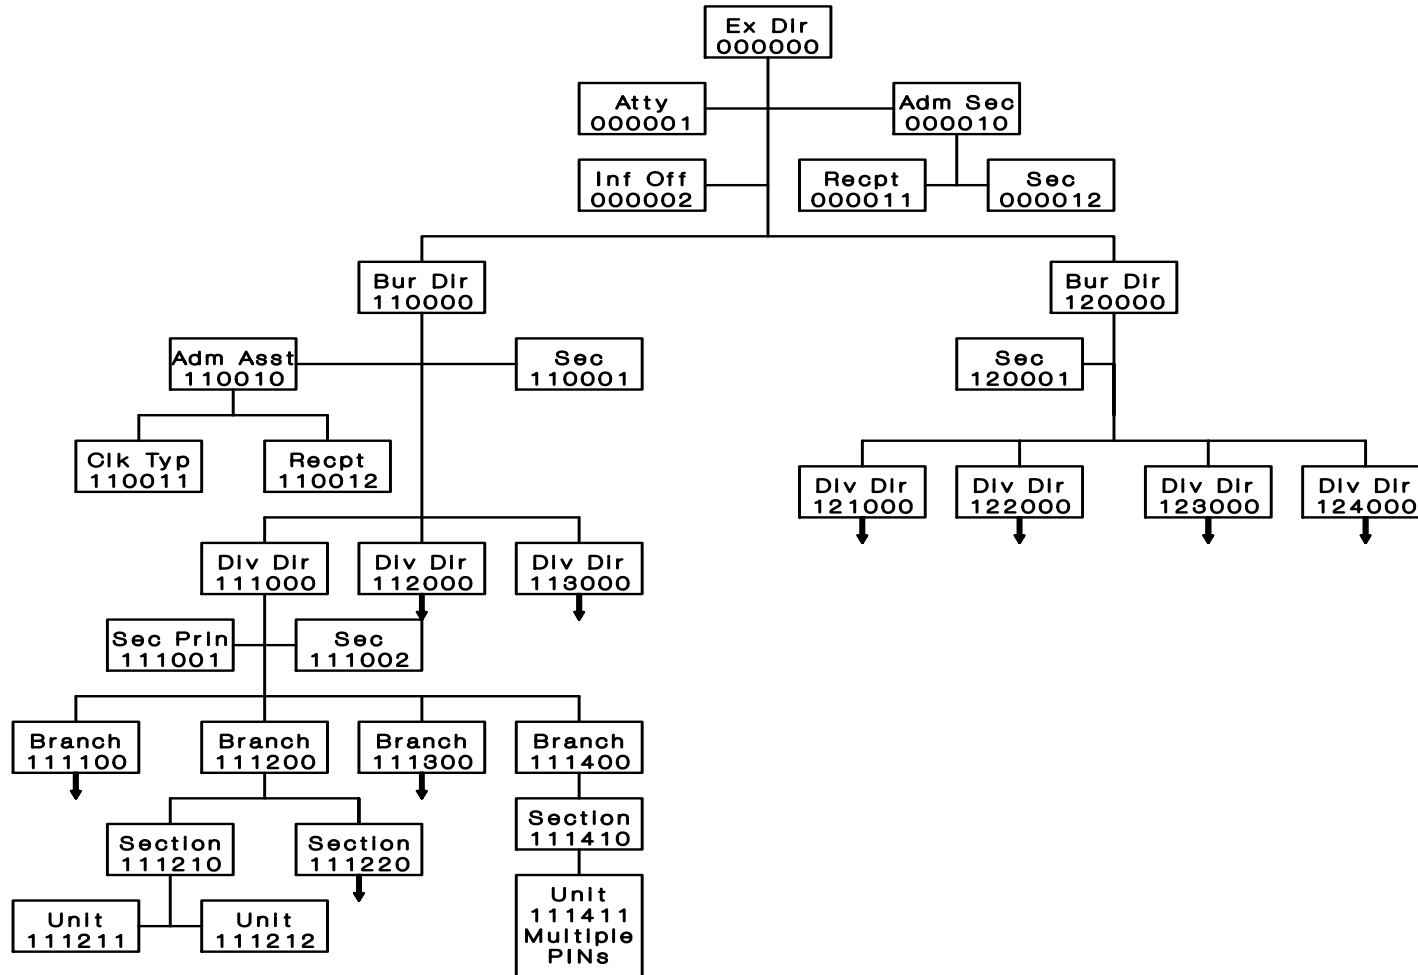 Ex Dir
000000
Atty
000001
Adm Sec
000010
Inf Off
000002
Recpt
000011
Sec
000012
Bur Dir
110000
Bur Dir
120000
Adm Asst
110010
Sec
110001
Sec
120001
Clk Typ
110011
Recpt
110012
Div Dir
121000
Div Dir
122000
Div Dir
123000
Div Dir
124000
Div Dir
111000
Div Dir
112000
Div Dir
113000
Sec Prin
111001
Sec
111002
Branch
111100
Branch
111200
Branch
111300
Branch
111400
Section
111410
Section
111210
Section
111220
Unit
111411
Multiple
PINs
Unit
111211
Unit
111212